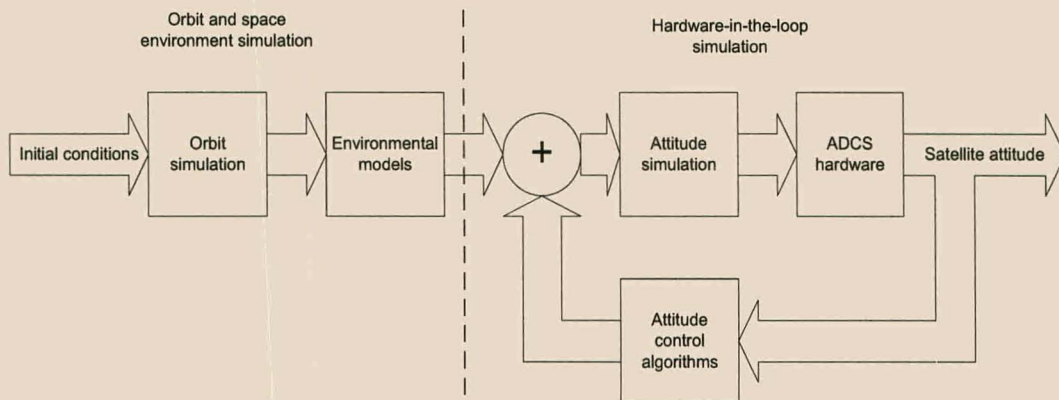 Orbit and space
environment simulation
Hardware-in-the-loop
simulation
Initial conditions
Orbit
simulation
Environmental
models
+
Attitude
simulation
ADCS
hardware
Satellite attitude
Attitude
control
algorithms